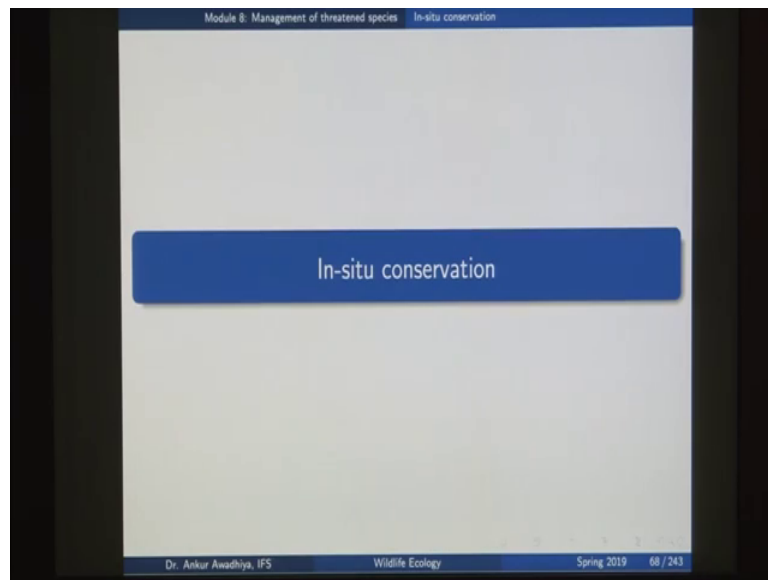 Module 8: Management of threatened species In-situ conservation
In-situ conservation
Dr. Ankur Awadhiya, IFS Wildlife Ecology Spring 2019 68 / 243